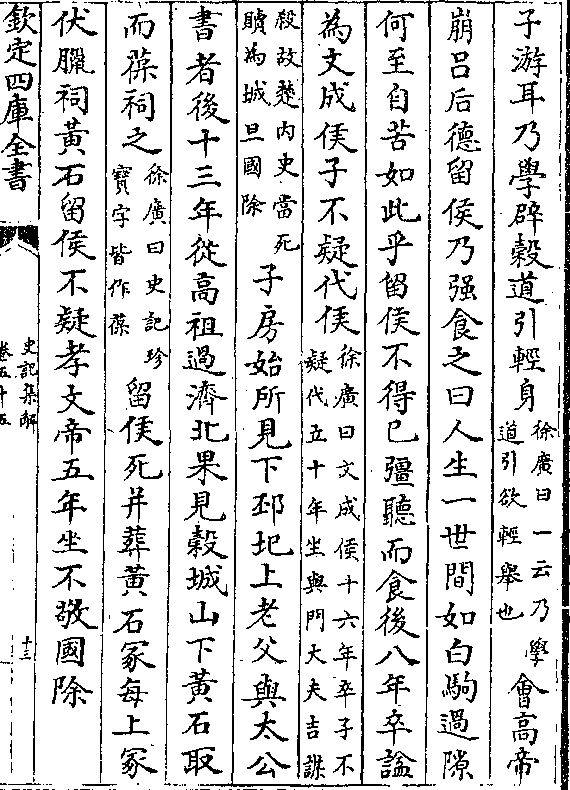 子游耳乃學辟穀道引輕身徐廣曰一云乃學道引欲輕舉也會高帝
崩吕后德留侯乃强食之曰人生一世間如白駒過隙
何至自苦如此乎留侯不得已彊聽而食後八年卒諡
為文成侯子不疑代侯徐廣曰文成侯十六年卒子不疑代立十年坐與門大夫吉謀
殺故楚内史當死贖為城旦國除子房始所見下邳圯上老父與太公
書者後十三年從高祖過濟北果見穀城山下黄石取
而葆祠之徐廣曰史記珍寶字皆作葆留侯死并葬黄石冢每上冢
伏臘祠黄石留侯不疑孝文帝五年坐不敬國除
欽定四庫全書
史記集解
卷五十五
十三